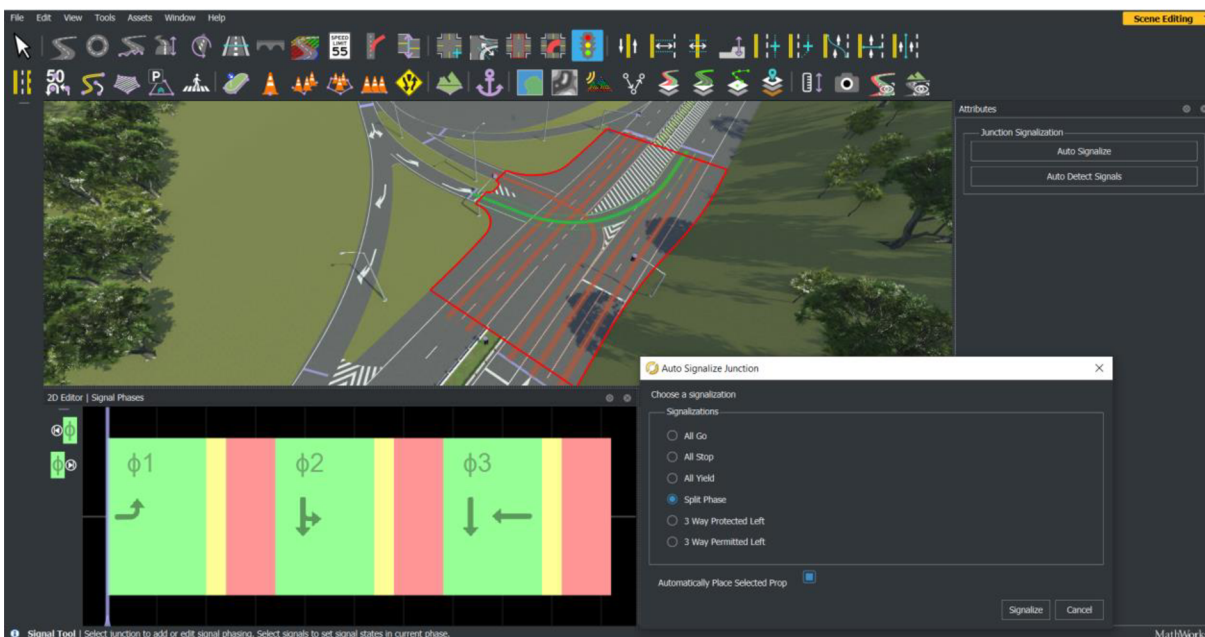 File Edit View Tools Assets Window Help
Scene Editing
SPEED LIMIT 55
50
P
Attributes
Junction Signalization
Auto Signalize
Auto Detect Signals
2D Editor | Signal Phases
ϕ
ϕ
ϕ1
ϕ2
ϕ3
Auto Signalize Junction
Choose a signalization
Signalizations
All Go
All Stop
All Yield
Split Phase
3 Way Protected Left
3 Way Permitted Left
Automatically Place Selected Prop
Signalize Cancel
Signal Tool | Select junction to add or edit signal phasing. Select signals to set signal states in current phase.
MathWork